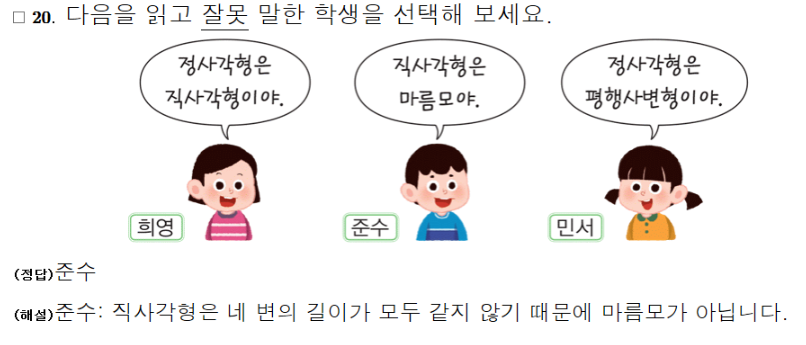 □ 20. 다음을 읽고 잘못 말한 학생을 선택해 보세요.
정사각형은
직사각형이야.
직사각형은
마름모야.
정사각형은
평행사변형이야.
희영
준수
민서
(정답)준수
(해설)준수: 직사각형은 네 변의 길이가 모두 같지 않기 때문에 마름모가 아닙니다.